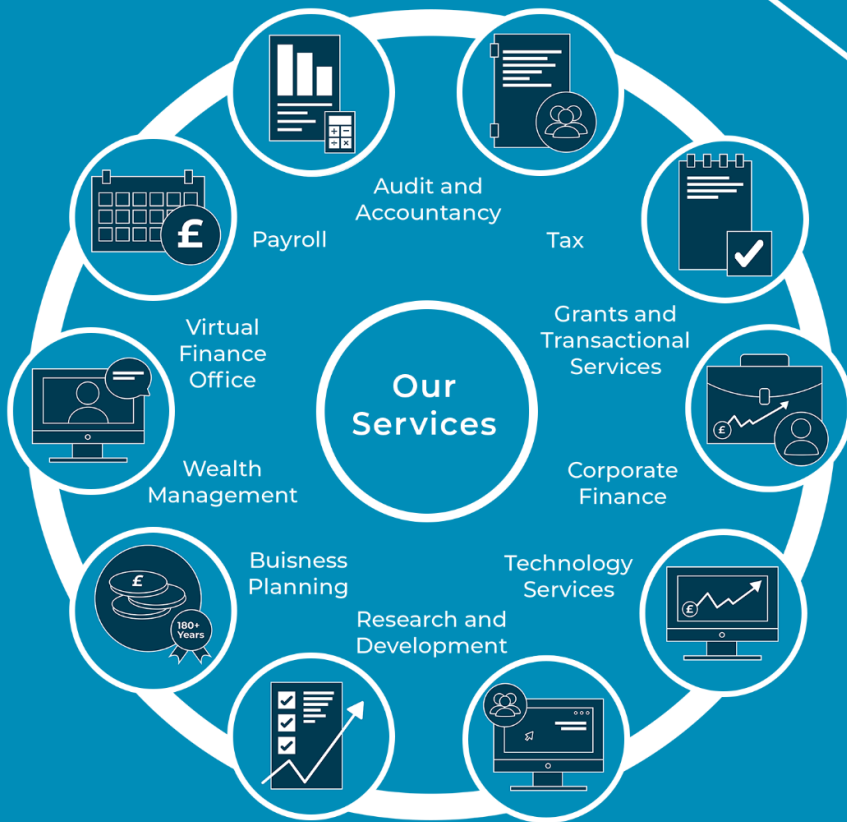 Audit and
Accountancy
Payroll
£
Tax
Virtual
Finance
Office
Grants and
Transactional
Services
Our
Services
£
Wealth
Management
Corporate
Finance
Buisness
Planning
Technology
Services
£
£
180+
Years
Research and
Development